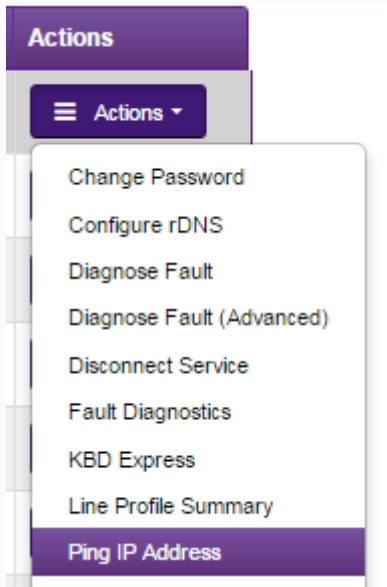 Actions
Actions
Change Password
Configure rDNS
Diagnose Fault
Diagnose Fault (Advanced)
Disconnect Service
Fault Diagnostics
KBD Express
Line Profile Summary
Ping IP Address